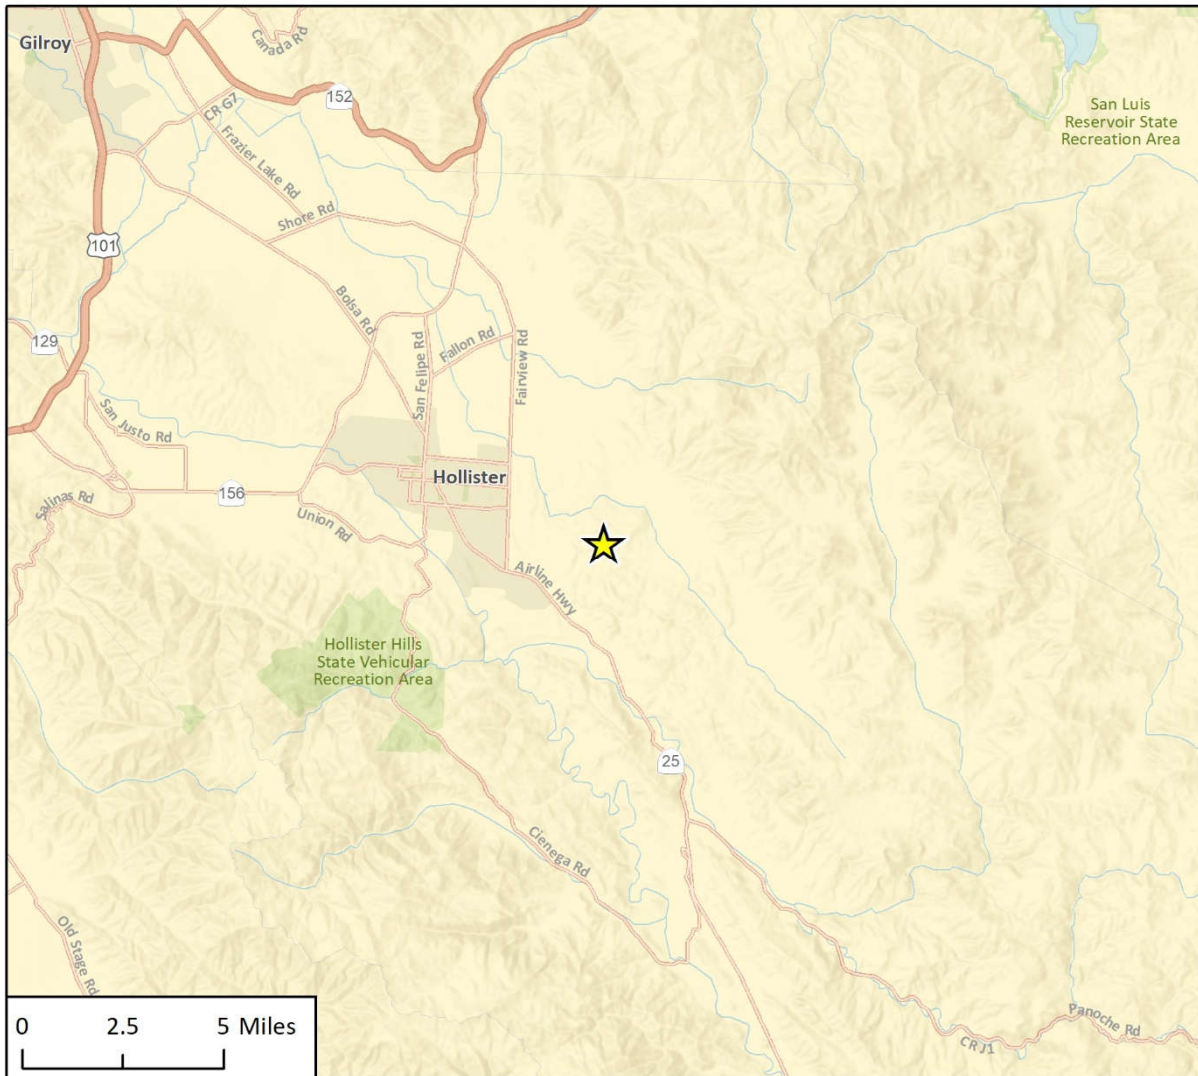 Gilroy
Canada Rd
152
CR G7
Frazier Lake Rd
San Luis
Reservoir State
Recreation Area
Shore Rd
101
Bolsa Rd
129
San Felipe Rd
Fallon Rd
Fairview Rd
San Justo Rd
Hollister
Salinas Rd
156
Union Rd
Airline Hwy
Hollister Hills
State Vehicular
Recreation Area
25
Cienega Rd
Old Stage Rd
Panoche Rd
CR J1
0 2.5 5 Miles